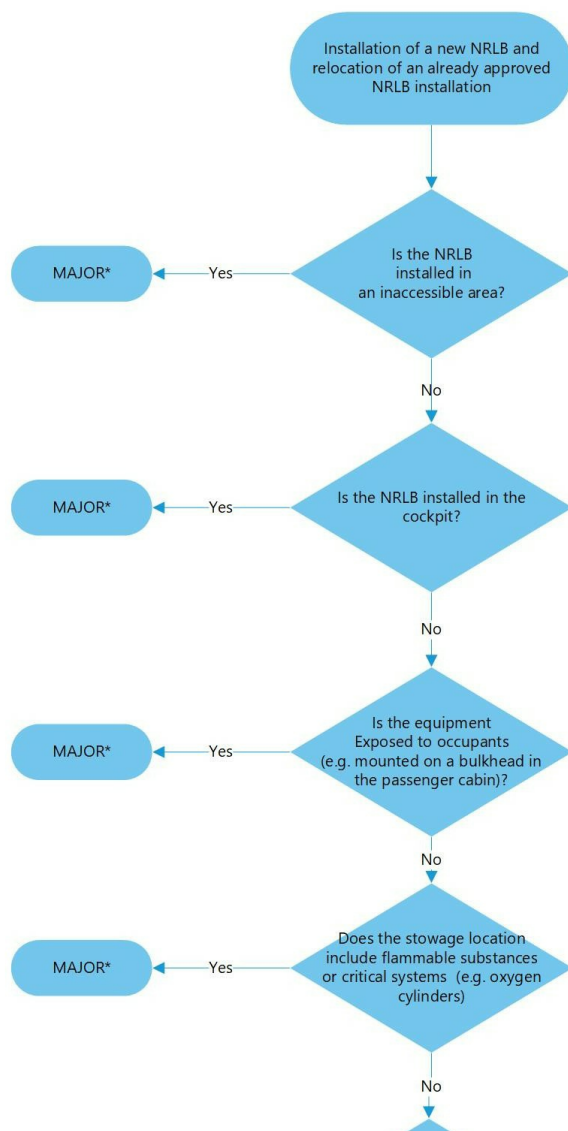 Installation of a new NRLB and
relocation of an already approved
NRLB installation
Is the NRLB
installed in
an inaccessible area?
Yes
MAJOR*
No
Is the NRLB installed in the
cockpit?
Yes
MAJOR*
No
Is the equipment
Exposed to occupants
(e.g. mounted on a bulkhead in
the passenger cabin)?
Yes
MAJOR*
No
Does the stowage location
include flammable substances
or critical systems (e.g. oxygen
cylinders)
Yes
MAJOR*
No